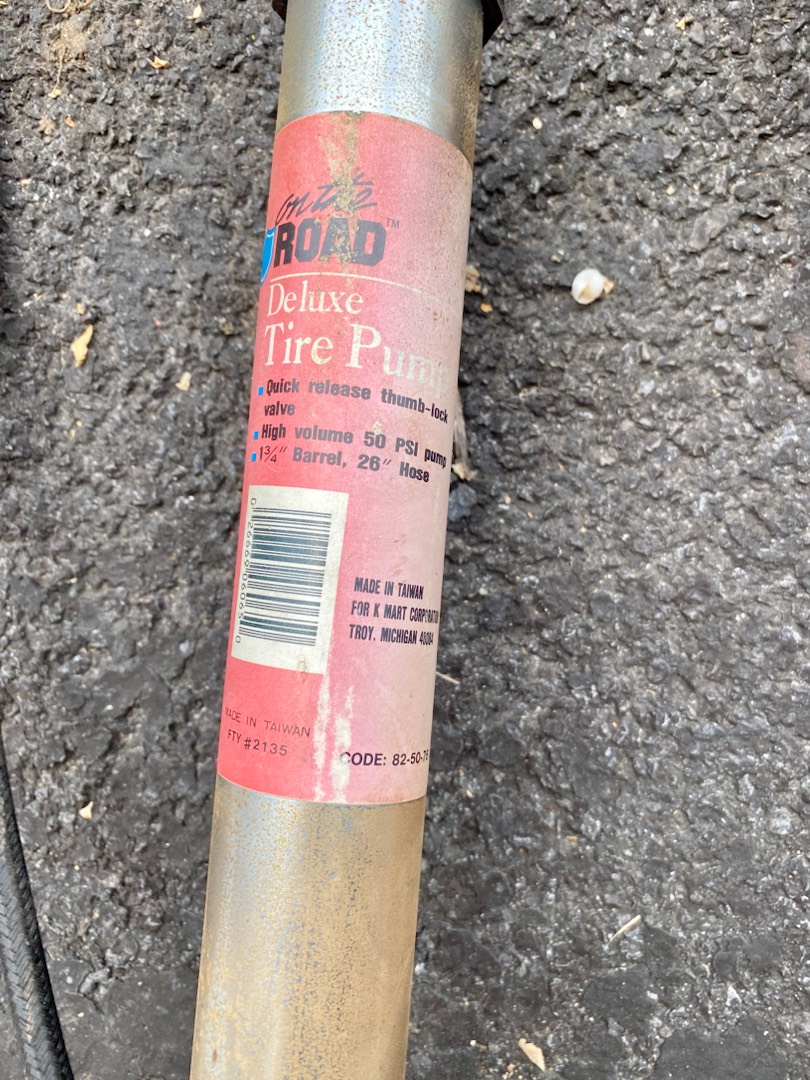 on the
ROAD™
Deluxe
Tire Pump
▪ Quick release thumb-lock
valve
▪ High volume 50 PSI pump
▪ 1¾" Barrel, 26" Hose
MADE IN TAIWAN
FOR K MART CORPORATION
TROY, MICHIGAN 48084
MADE IN TAIWAN
FTY #2135
CODE: 82-50-76